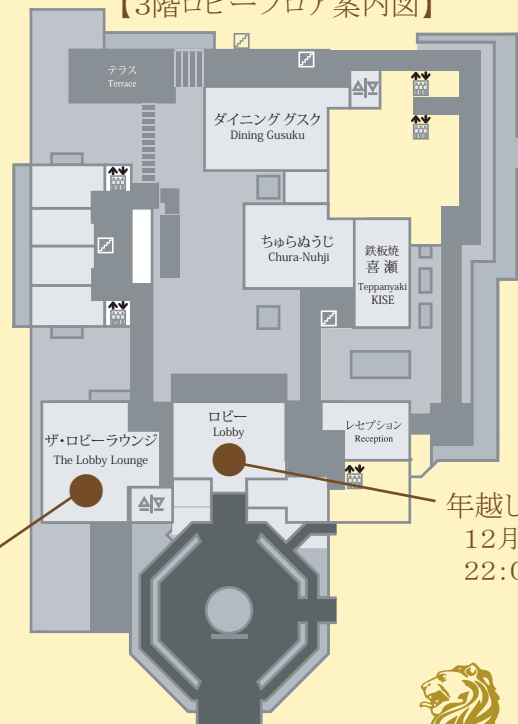 【3階ロビーフロア案内図】
テラス
Terrace
ダイニング グスク
Dining Gusuku
ちゅらぬうじ
Chura-Nuhji
鉄板焼
喜瀬
Teppanyaki
KISE
ザ・ロビーラウンジ
The Lobby Lounge
ロビー
Lobby
レセプション
Reception
年越し
12月
22:0